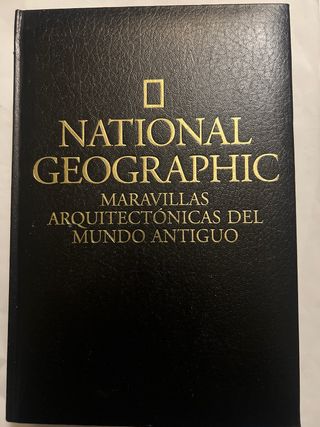 NATIONAL
GEOGRAPHIC
MARAVILLAS
ARQUITECTÓNICAS DEL
MUNDO ANTIGUO